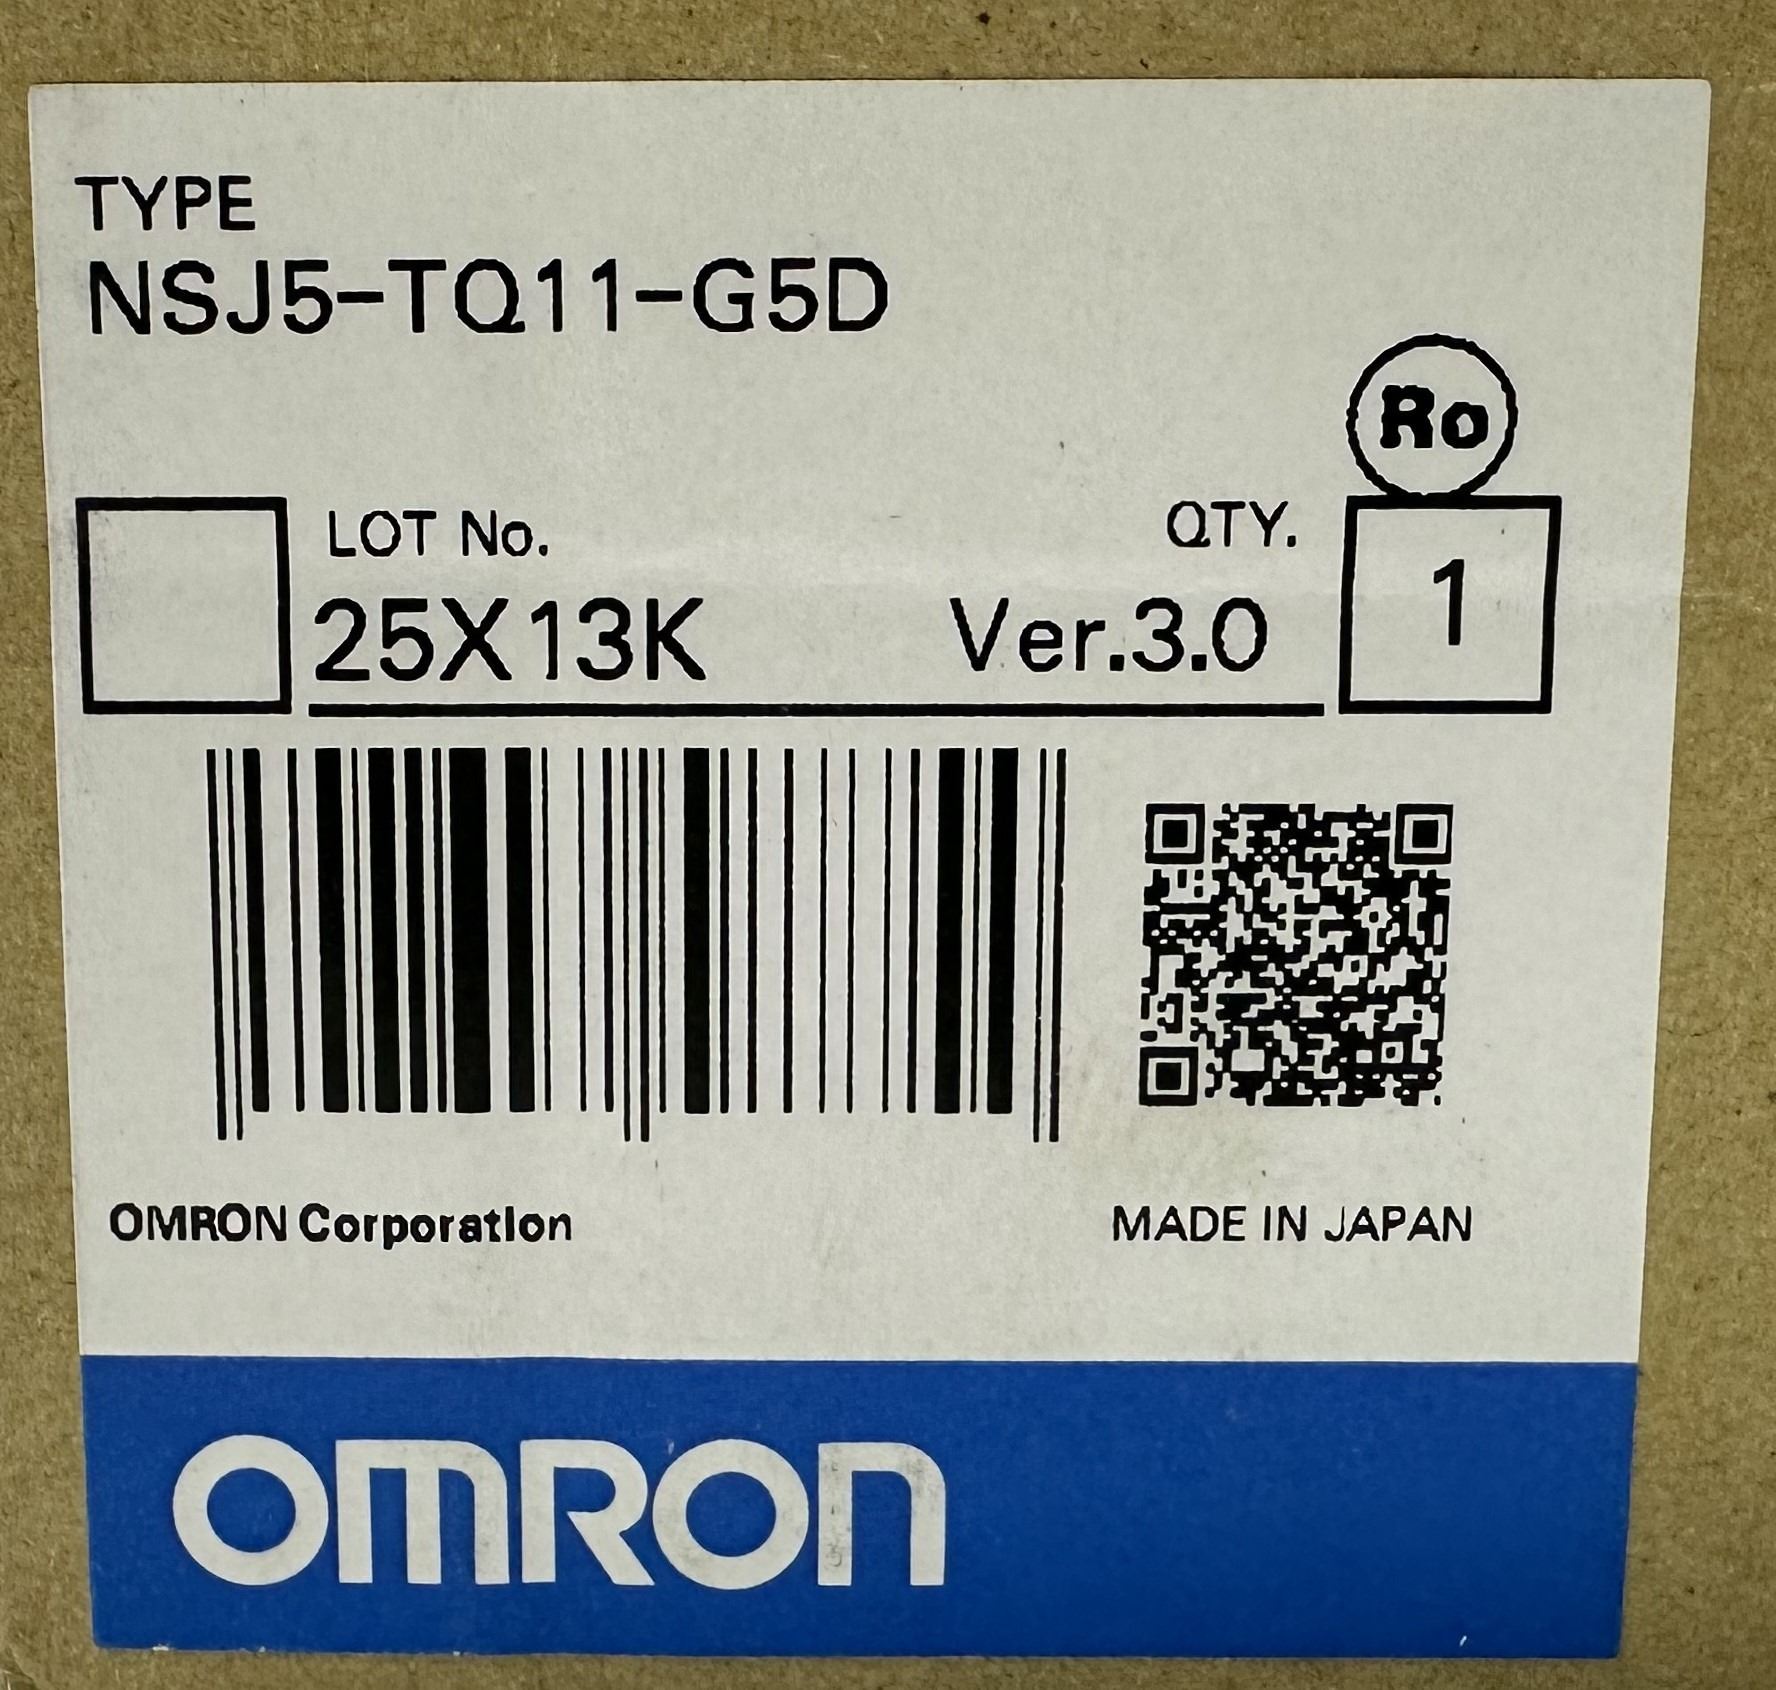 TYPE
NSJ5-TQ11-G5D
Ro
LOT No.
QTY.
25X13K
Ver.3.0
1
OMRON Corporation
MADE IN JAPAN
OMRON